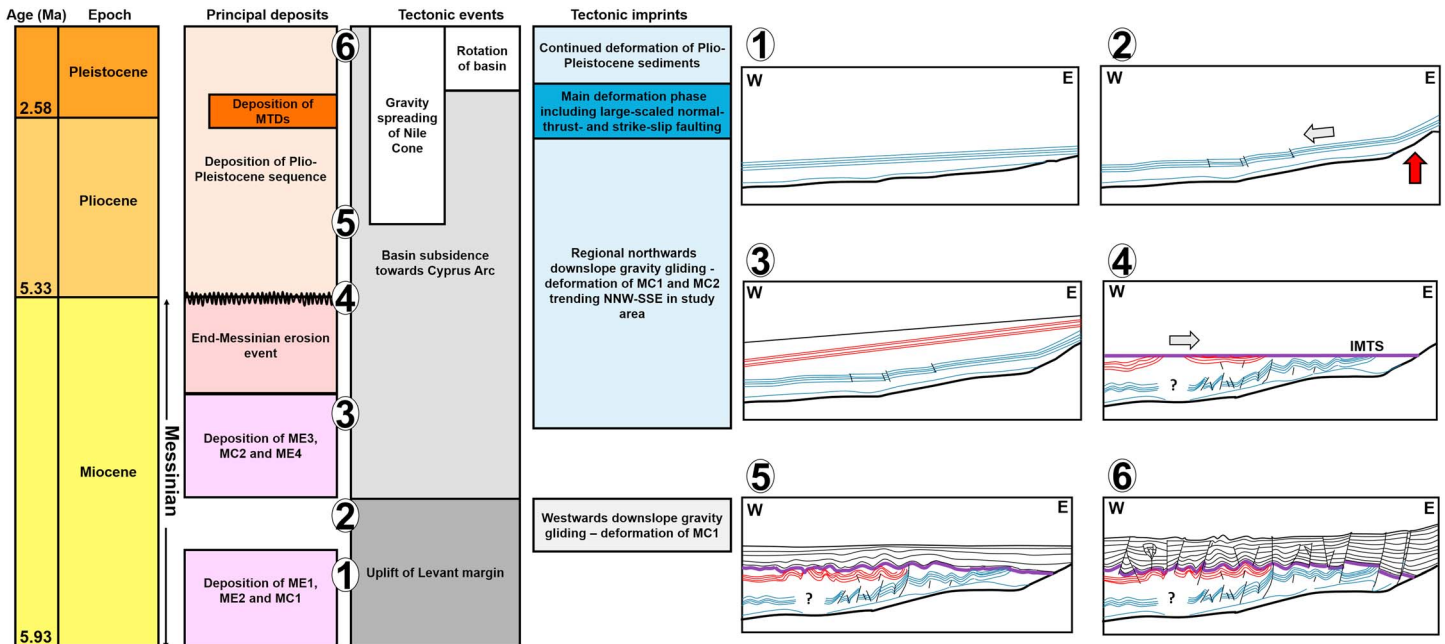 Age (Ma)
Epoch
Principal deposits
Tectonic events
Tectonic imprints
Pleistocene
2.58
Pliocene
5.33
Miocene
5.93
Messinian
Deposition of
MTDs
Deposition of Plio-
Pleistocene sequence
End-Messinian erosion
event
Deposition of ME3,
MC2 and ME4
Deposition of ME1,
ME2 and MC1
6
5
4
3
2
1
Gravity
spreading
of Nile
Cone
Rotation
of basin
Basin subsidence
towards Cyprus Arc
Uplift of Levant margin
Continued deformation of Plio-
Pleistocene sediments
Main deformation phase
including large-scaled normal-
thrust- and strike-slip faulting
Regional northwards
downslope gravity gliding -
deformation of MC1 and MC2
trending NNW-SSE in study
area
Westwards downslope gravity
gliding – deformation of MC1
1
W
E
2
W
E
3
W
E
4
W
E
IMTS
?
5
W
E
?
6
W
E
?